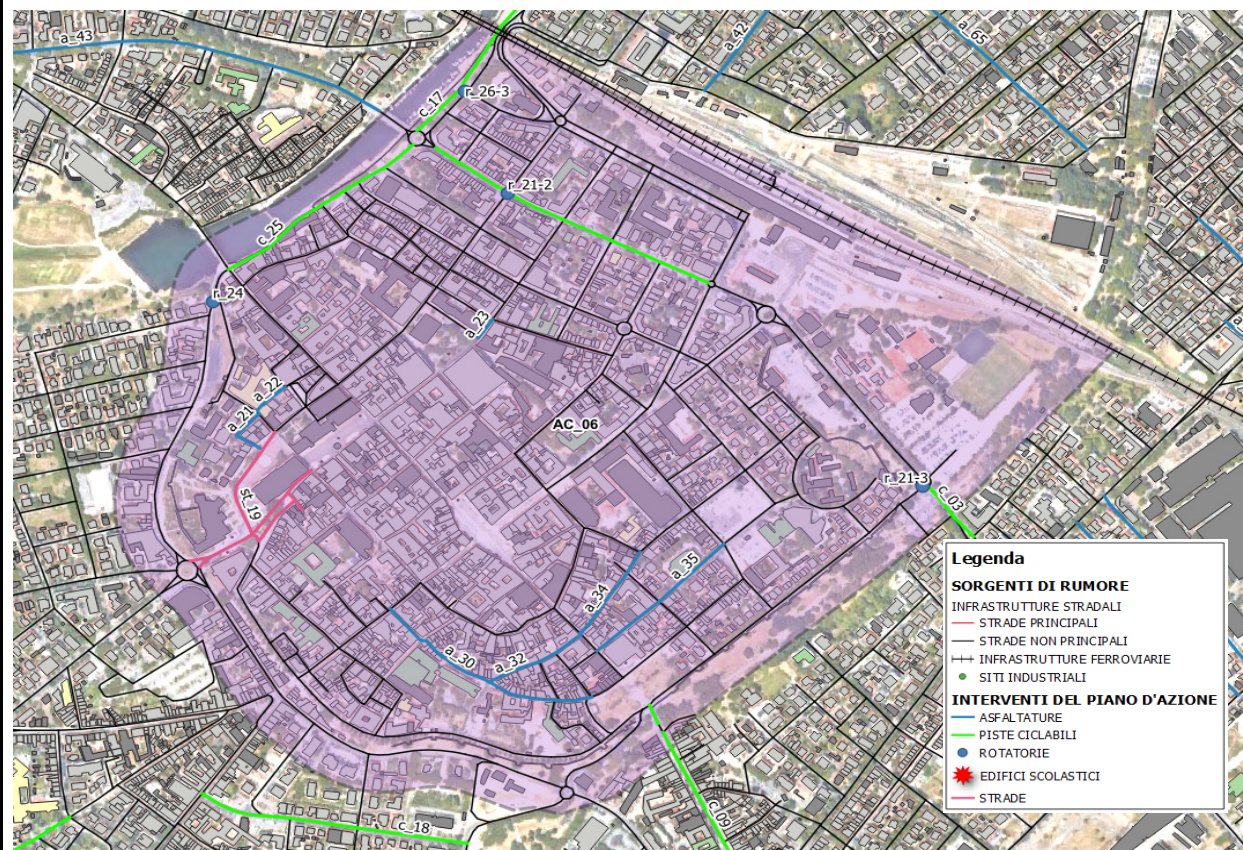 a_43
a_42
a_65
c_17
r_26-3
r_21-2
c_25
r_24
a_23
a_22
a_21
AC_06
st_19
r_21-3
c_03
a_34
a_35
a_30
a_32
c_09
c_18
Legenda
SORGENTI DI RUMORE
INFRASTRUTTURE STRADALI
STRADE PRINCIPALI
STRADE NON PRINCIPALI
INFRASTRUTTURE FERROVIARIE
SITI INDUSTRIALI
INTERVENTI DEL PIANO D'AZIONE
ASFALTATURE
PISTE CICLABILI
ROTATORIE
EDIFICI SCOLASTICI
STRADE